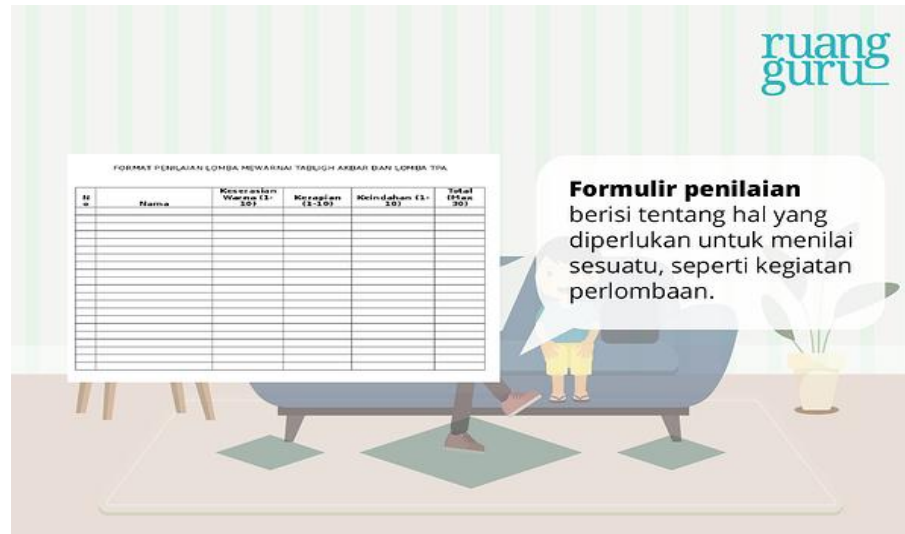 ruang
guru
FORMAT PENILAIAN LOMBA MEWARNAI TABLIGH AKBAR DAN LOMBA TPA
N
o
Nama
Keserasian
Warna (1-
10)
Kerapian
(1-10)
Keindahan (1-
10)
Total
(Max
30)
Formulir penilaian
berisi tentang hal yang
diperlukan untuk menilai
sesuatu, seperti kegiatan
perlombaan.